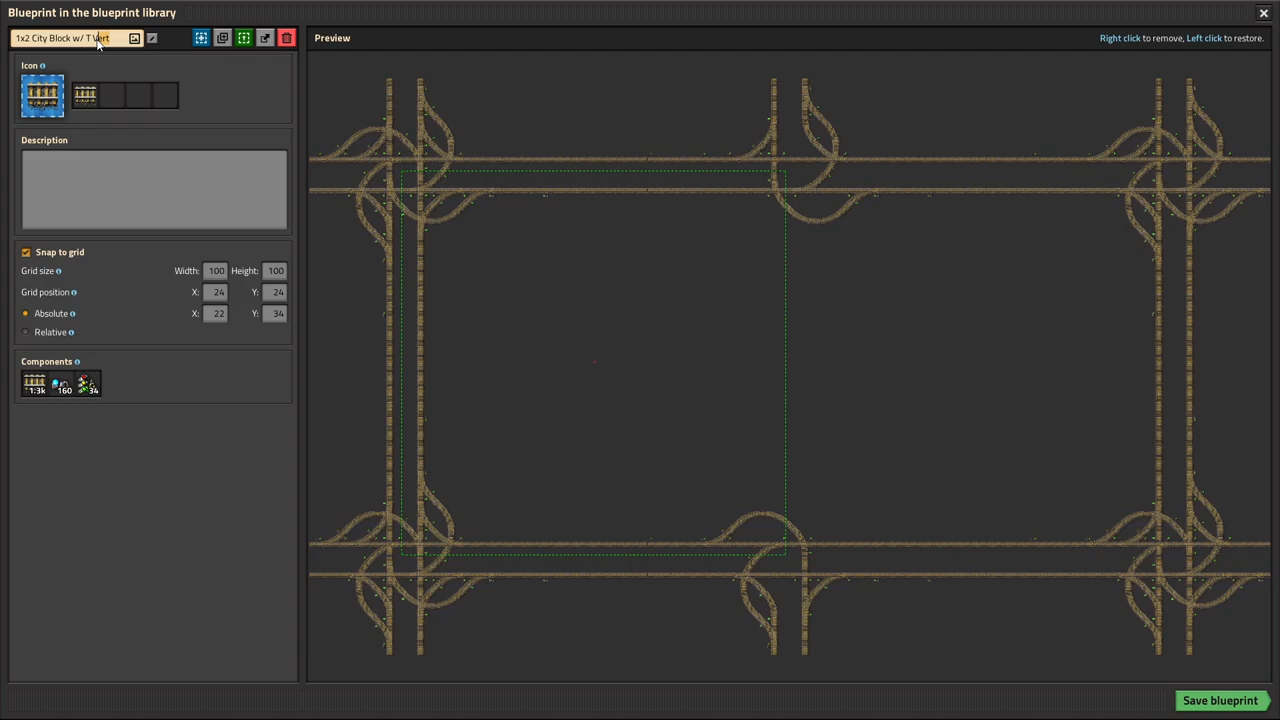 Blueprint in the blueprint library
1x2 City Block w/ T Vert
Preview
Right click to remove, Left click to restore.
Icon
Description
Snap to grid
Grid size Width: 100 Height: 100
Grid position X: 24 Y: 24
Absolute X: 22 Y: 34
Relative
Components
1.3k 160 34
Save blueprint